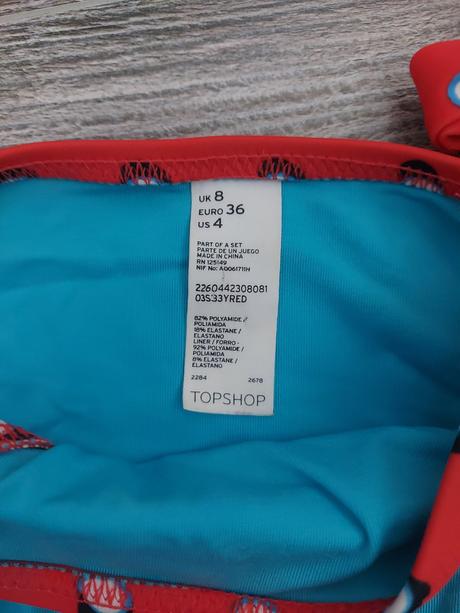 UK 8
EURO 36
US 4
PART OF A SET
PARTE DE UN JUEGO
MADE IN CHINA
RN 125149
NIF No: A0061711H
2260442308081
03S33YRED
82% POLYAMIDE /
POLIAMIDA
18% ELASTANE /
ELASTANO
LINER / FORRO -
92% POLYAMIDE /
POLIAMIDA
8% ELASTANE /
ELASTANO
2284 2678
TOPSHOP